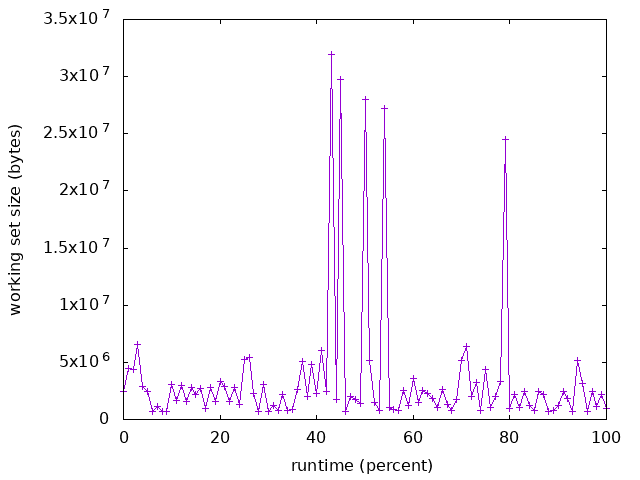 3.5x10^7
3x10^7
2.5x10^7
2x10^7
1.5x10^7
1x10^7
5x10^6
0
working set size (bytes)
0 20 40 60 80 100
runtime (percent)